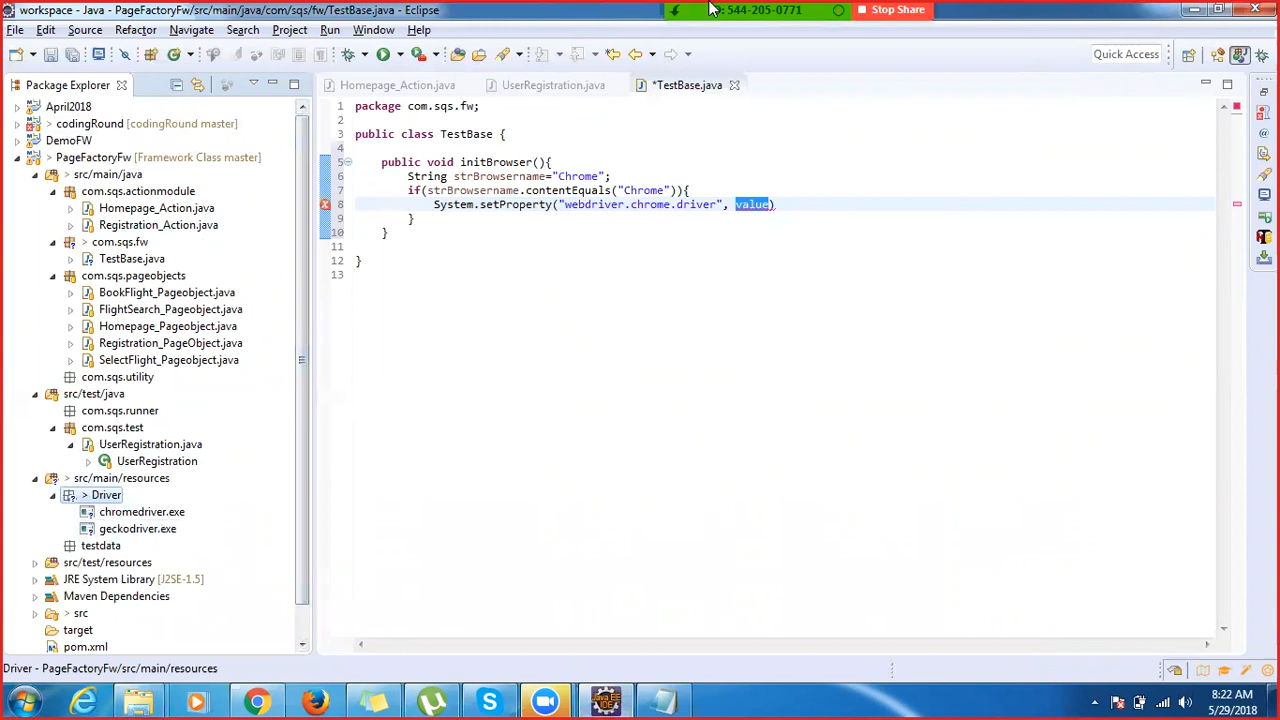 workspace - Java - PageFactoryFw/src/main/java/com/sqs/fw/TestBase.java - Eclipse
: 544-205-0771
Stop Share
File Edit Source Refactor Navigate Search Project Run Window Help
Quick Access
Package Explorer
Homepage_Action.java
UserRegistration.java
*TestBase.java
April2018
> codingRound [codingRound master]
DemoFW
> PageFactoryFw [Framework Class master]
> src/main/java
com.sqs.actionmodule
Homepage_Action.java
Registration_Action.java
> com.sqs.fw
TestBase.java
com.sqs.pageobjects
BookFlight_Pageobject.java
FlightSearch_Pageobject.java
Homepage_Pageobject.java
Registration_PageObject.java
SelectFlight_Pageobject.java
com.sqs.utility
src/test/java
com.sqs.runner
com.sqs.test
UserRegistration.java
UserRegistration
> src/main/resources
> Driver
chromedriver.exe
geckodriver.exe
testdata
src/test/resources
JRE System Library [J2SE-1.5]
Maven Dependencies
> src
target
pom.xml
1 package com.sqs.fw;
2
3 public class TestBase {
4
5 public void initBrowser(){
6 String strBrowsername="Chrome";
7 if(strBrowsername.contentEquals("Chrome")){
8 System.setProperty("webdriver.chrome.driver", value)
9 }
10 }
11
12 }
13
Driver - PageFactoryFw/src/main/resources
8:22 AM
5/29/2018